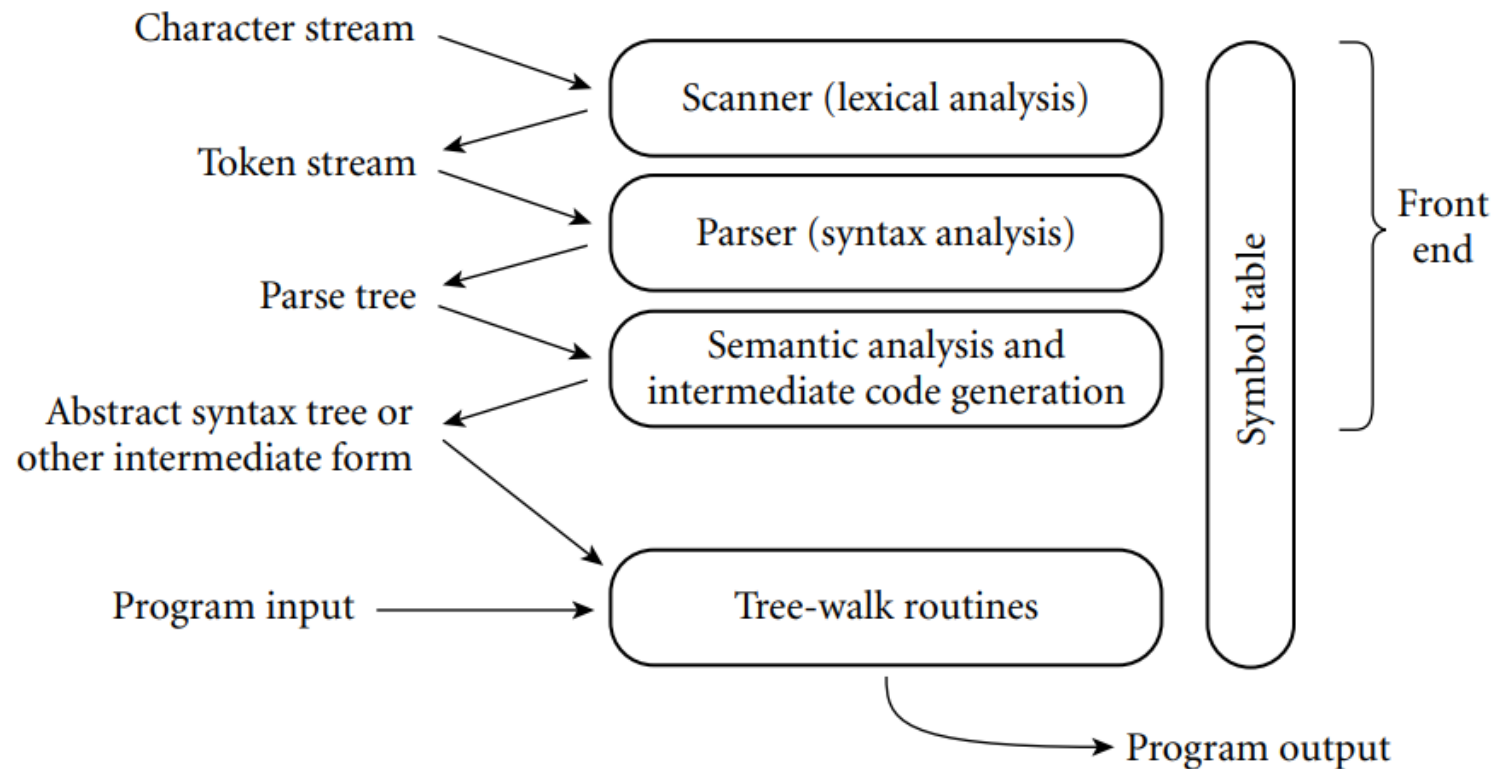 Character stream
Scanner (lexical analysis)
Token stream
Parser (syntax analysis)
Parse tree
Semantic analysis and
intermediate code generation
Abstract syntax tree or
other intermediate form
Program input
Tree-walk routines
Program output
Symbol table
Front
end